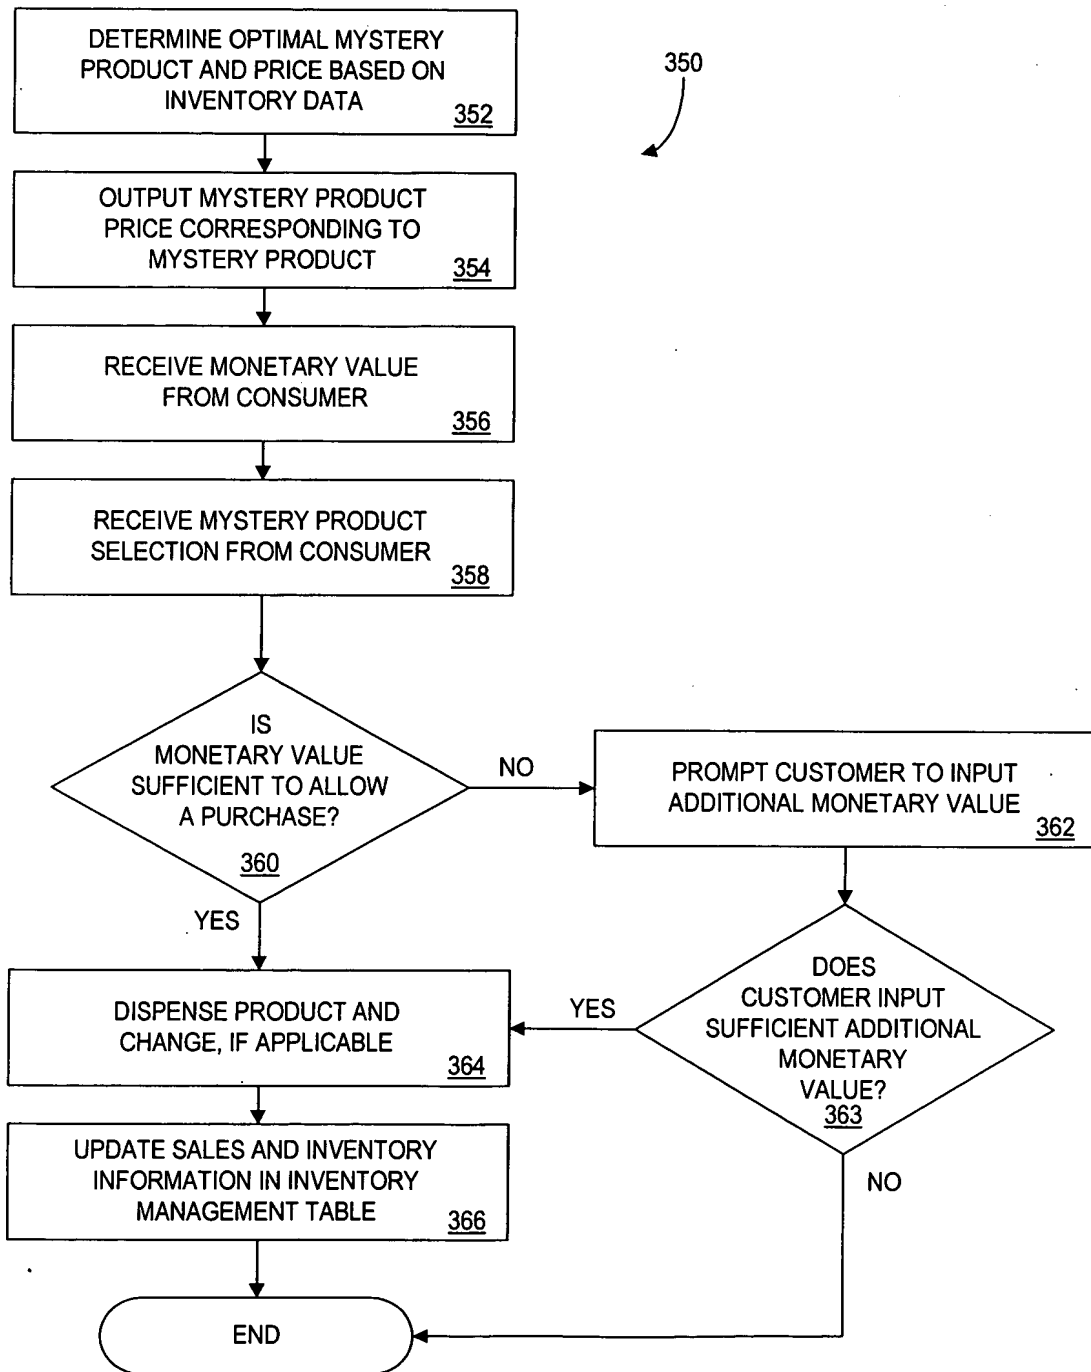 DETERMINE OPTIMAL MYSTERY
PRODUCT AND PRICE BASED ON
INVENTORY DATA
352
350
OUTPUT MYSTERY PRODUCT
PRICE CORRESPONDING TO
MYSTERY PRODUCT
354
RECEIVE MONETARY VALUE
FROM CONSUMER
356
RECEIVE MYSTERY PRODUCT
SELECTION FROM CONSUMER
358
IS
MONETARY VALUE
SUFFICIENT TO ALLOW
A PURCHASE?
360
NO
PROMPT CUSTOMER TO INPUT
ADDITIONAL MONETARY VALUE
362
YES
DOES
CUSTOMER INPUT
SUFFICIENT ADDITIONAL
MONETARY
VALUE?
363
YES
DISPENSE PRODUCT AND
CHANGE, IF APPLICABLE
364
NO
UPDATE SALES AND INVENTORY
INFORMATION IN INVENTORY
MANAGEMENT TABLE
366
END